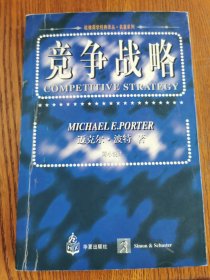 竞争战略
COMPETITIVE STRATEGY
MICHAEL E.PORTER
迈克尔·波特 著
华夏出版社
Simon & Schuster